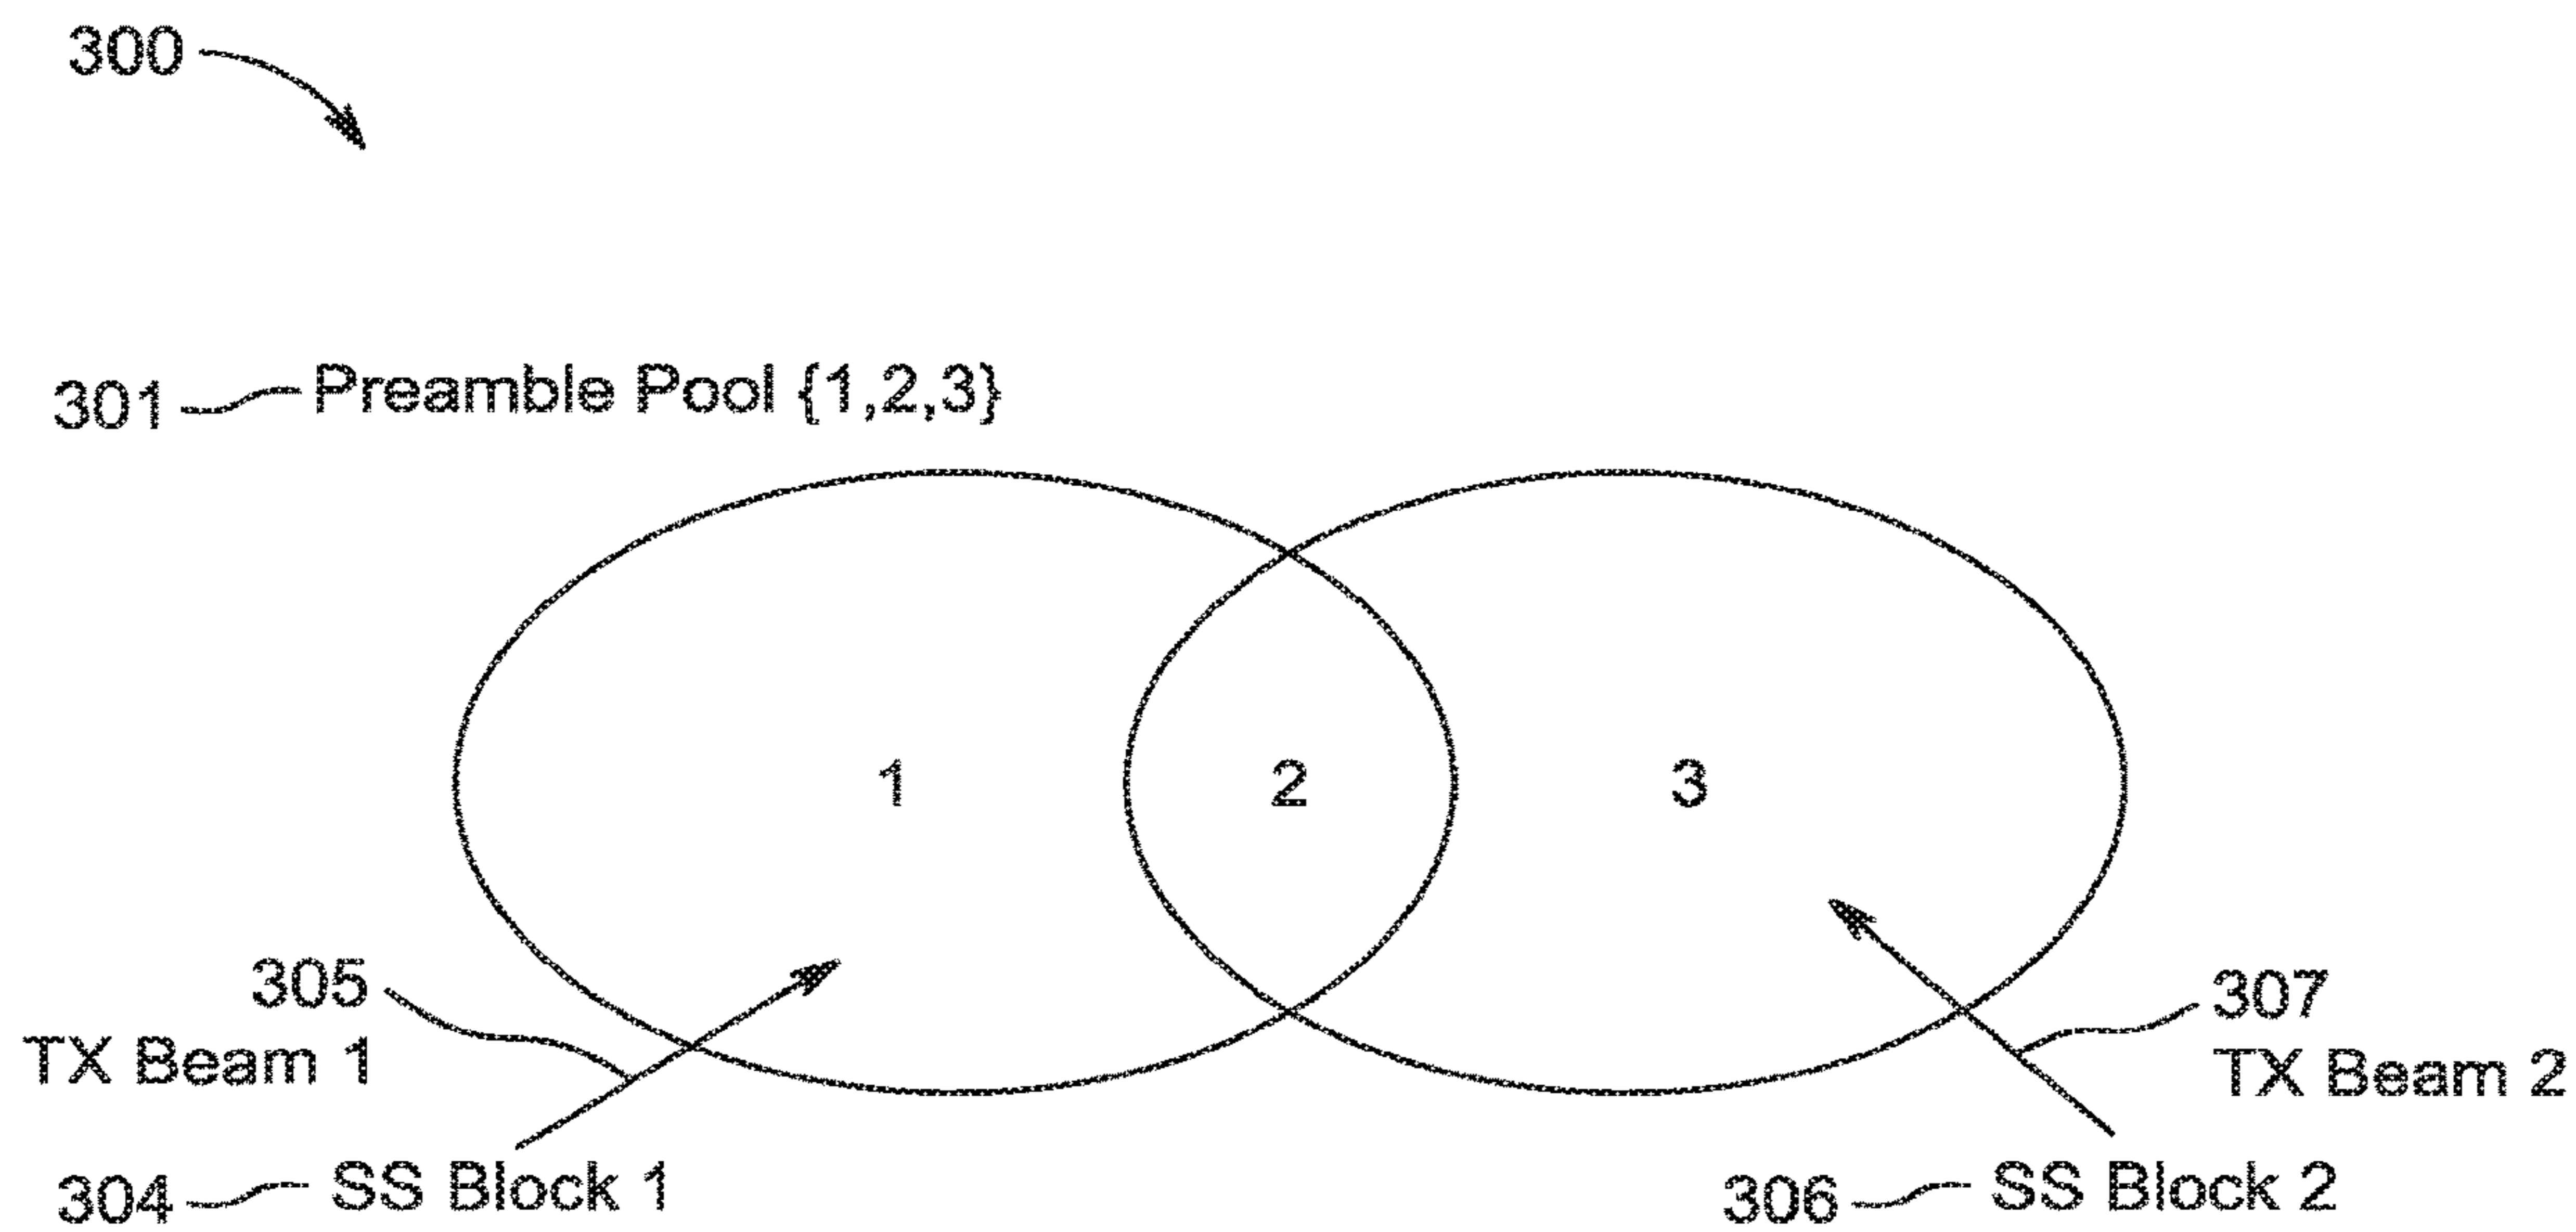 300
301 Preamble Pool {1,2,3}
1 2 3
305
TX Beam 1
307
TX Beam 2
304 SS Block 1
306 SS Block 2